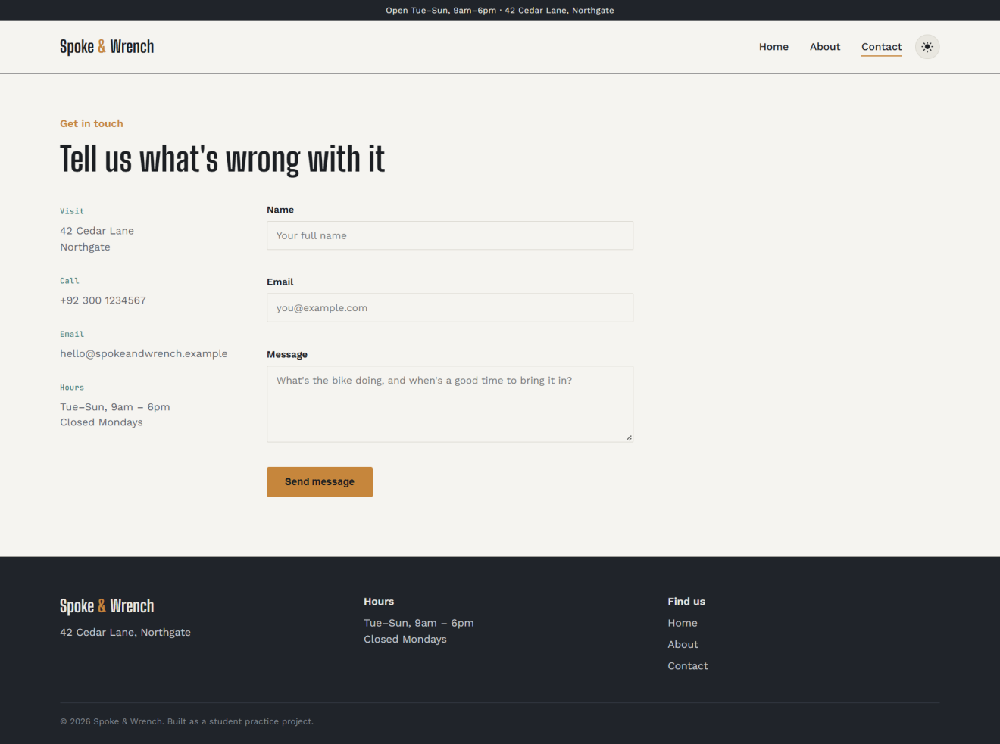 Open Tue–Sun, 9am–6pm · 42 Cedar Lane, Northgate
Spoke & Wrench
Home
About
Contact
Get in touch
Tell us what's wrong with it
Visit
42 Cedar Lane
Northgate
Call
+92 300 1234567
Email
hello@spokeandwrench.example
Hours
Tue–Sun, 9am – 6pm
Closed Mondays
Name
Your full name
Email
you@example.com
Message
What's the bike doing, and when's a good time to bring it in?
Send message
Spoke & Wrench
42 Cedar Lane, Northgate
Hours
Tue–Sun, 9am – 6pm
Closed Mondays
Find us
Home
About
Contact
© 2026 Spoke & Wrench. Built as a student practice project.